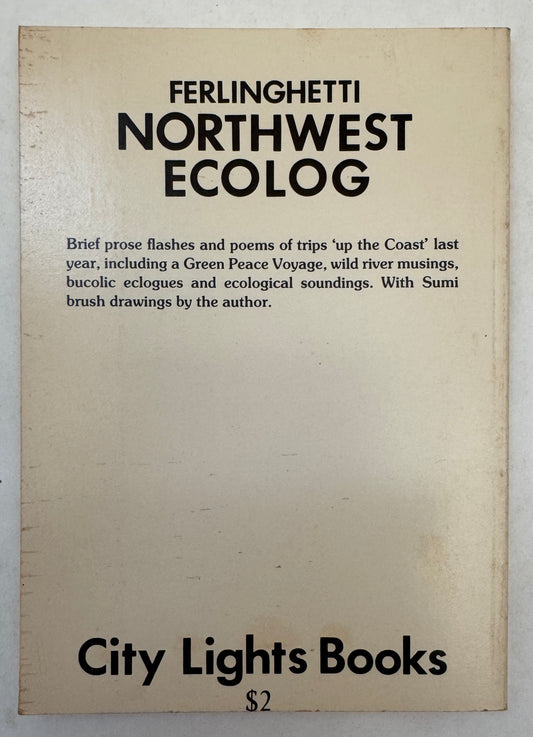 FERLINGHETTI
NORTHWEST
ECOLOG
Brief prose flashes and poems of trips ‘up the Coast’ last
year, including a Green Peace Voyage, wild river musings,
bucolic eclogues and ecological soundings. With Sumi
brush drawings by the author.
City Lights Books
$2